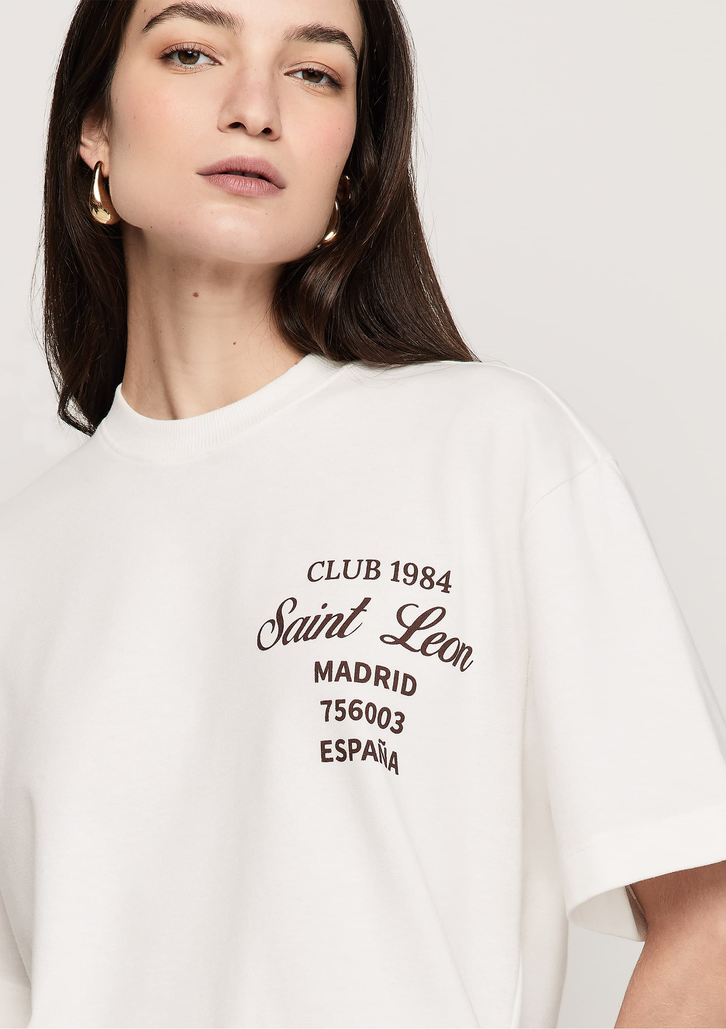 CLUB 1984
Saint Leon
MADRID
756003
ESPAÑA